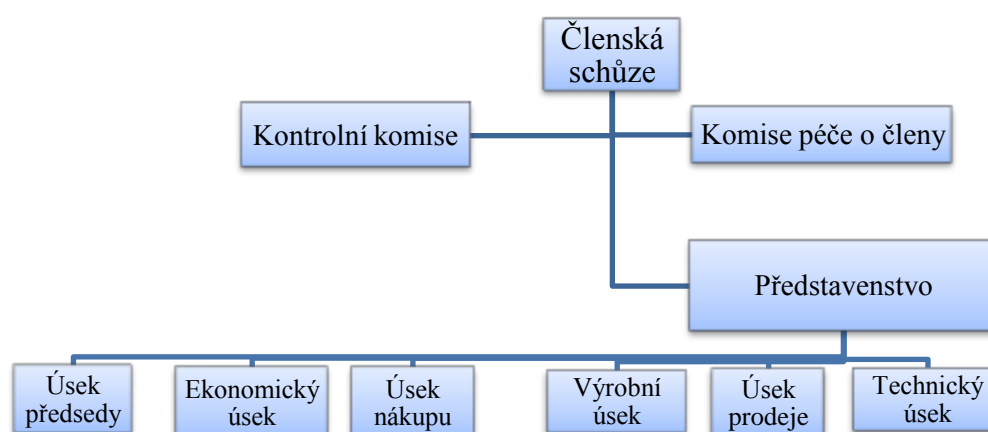 Členská
schůze
Kontrolní komise
Komise péče o členy
Představenstvo
Úsek
předsedy
Ekonomický
úsek
Úsek
nákupu
Výrobní
úsek
Úsek
prodeje
Technický
úsek